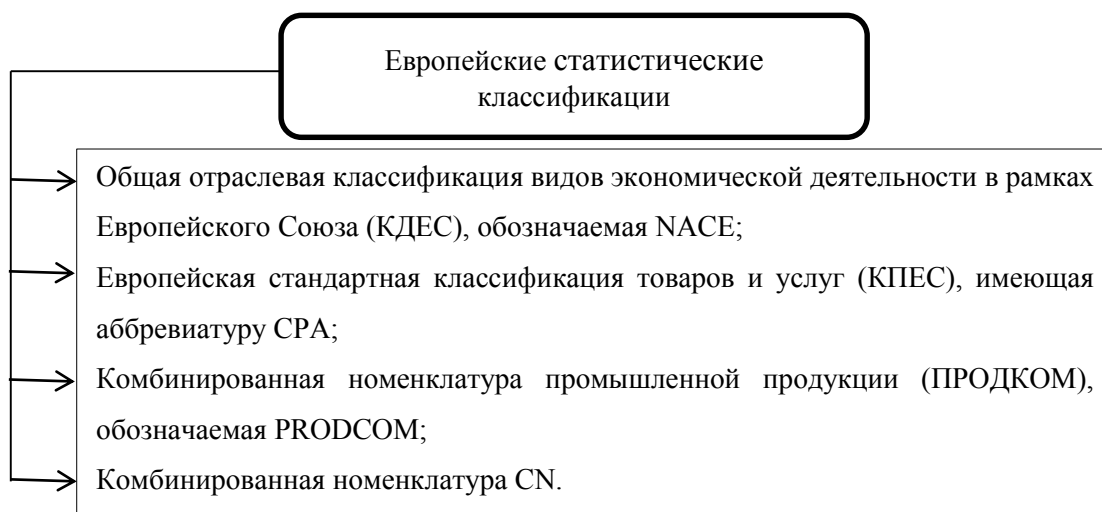 Европейские статистические
классификации
Общая отраслевая классификация видов экономической деятельности в рамках
Европейского Союза (КДЕС), обозначаемая NACE;
Европейская стандартная классификация товаров и услуг (КПЕС), имеющая
аббревиатуру CPA;
Комбинированная номенклатура промышленной продукции (ПРОДКОМ),
обозначаемая PRODCOM;
Комбинированная номенклатура CN.